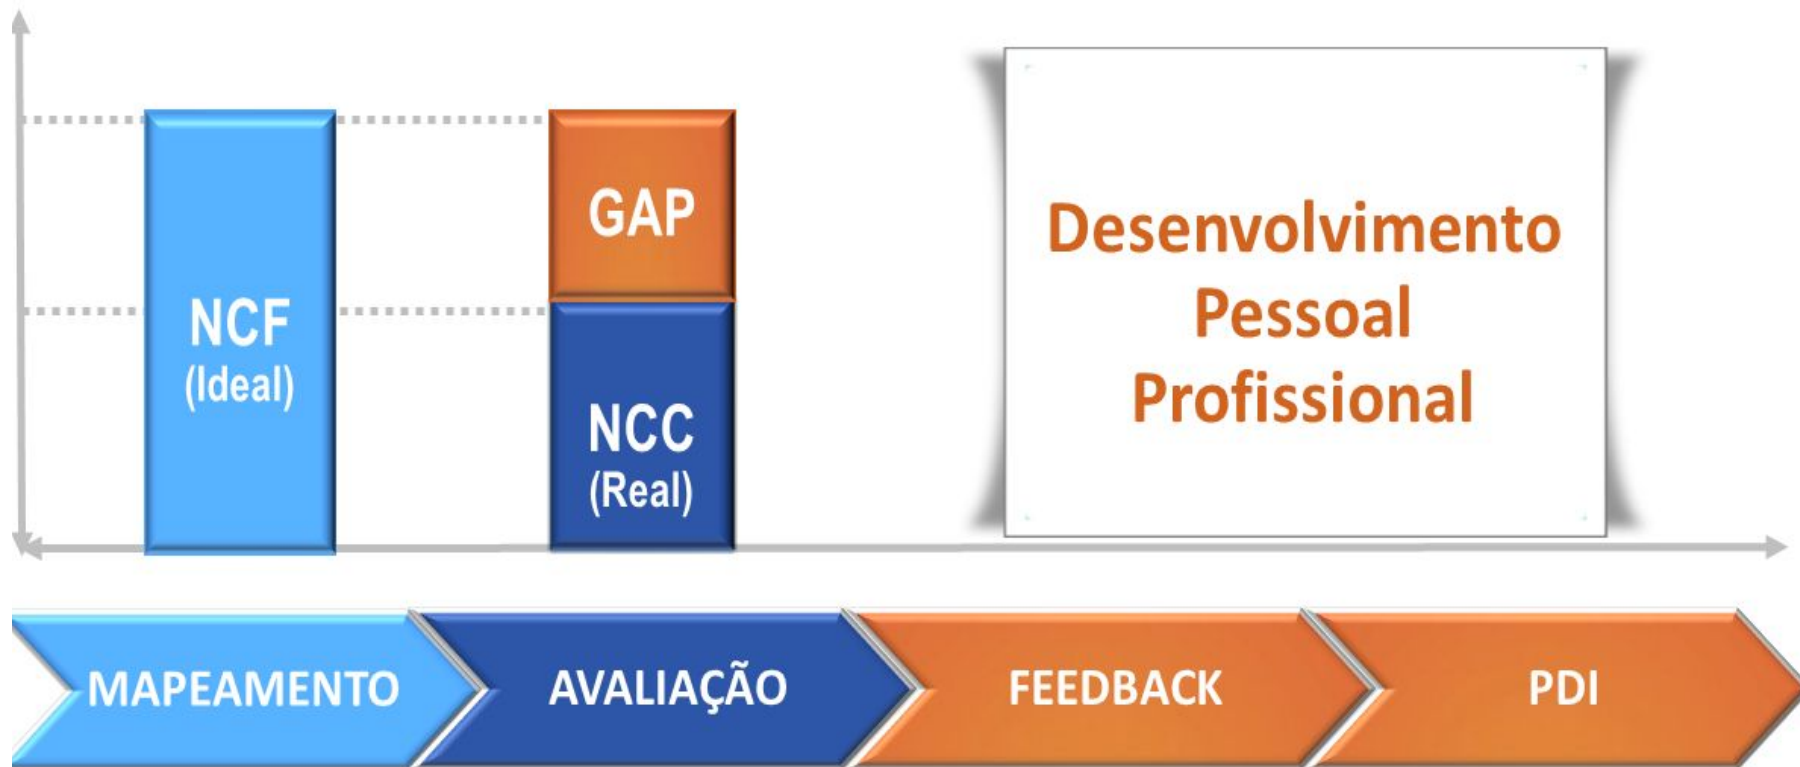 NCF
(Ideal)
GAP
NCC
(Real)
Desenvolvimento
Pessoal
Profissional
MAPEAMENTO
AVALIAÇÃO
FEEDBACK
PDI